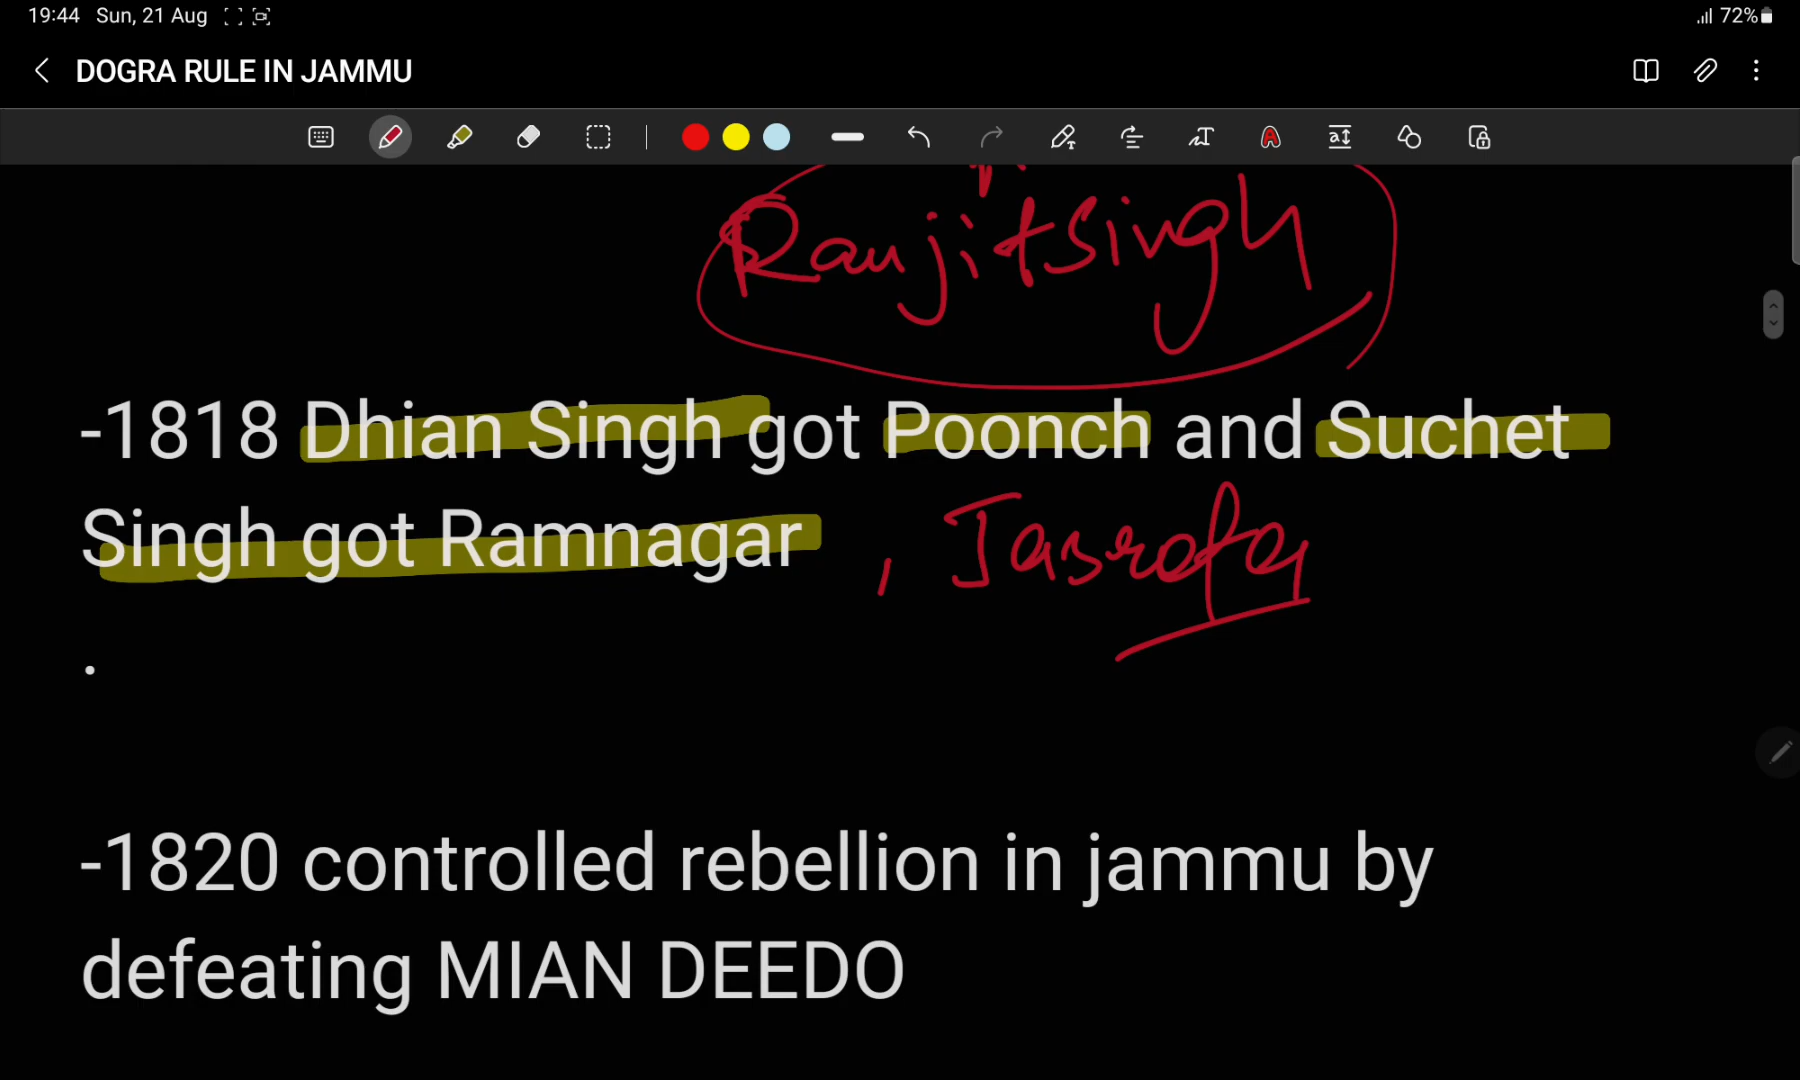 19:44 Sun, 21 Aug 72%
DOGRA RULE IN JAMMU
Ranjitsingh
-1818 Dhian Singh got Poonch and Suchet
Singh got Ramnagar , Jasrota
.
-1820 controlled rebellion in jammu by
defeating MIAN DEEDO